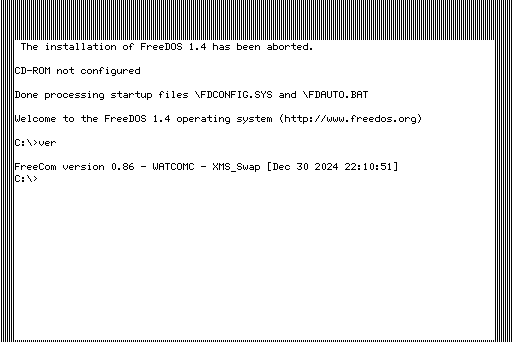 The installation of FreeDOS 1.4 has been aborted.
CD-ROM not configured
Done processing startup files \FDCONFIG.SYS and \FDAUTO.BAT
Welcome to the FreeDOS 1.4 operating system (http://www.freedos.org)
C:\>ver
FreeCom version 0.86 - WATCOMC - XMS_Swap [Dec 30 2024 22:10:51]
C:\>